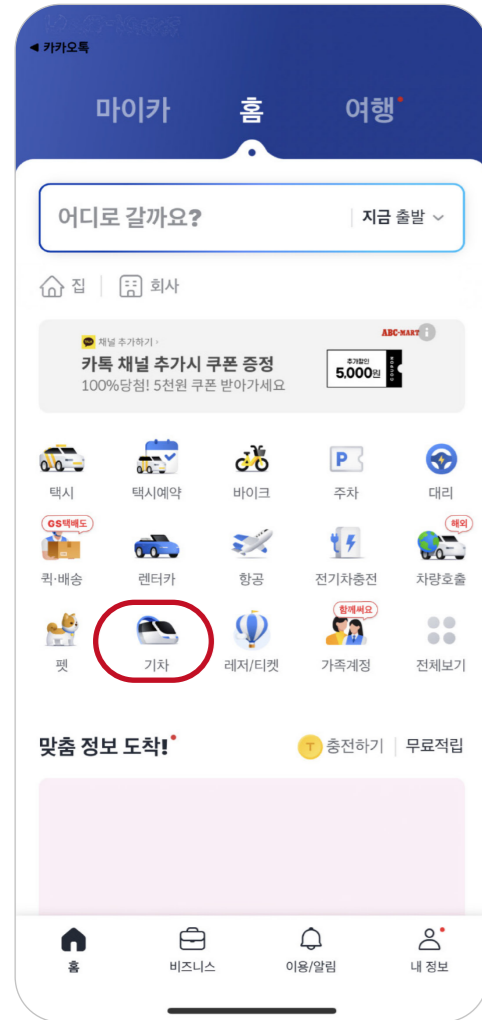 ◀ 카카오톡
마이카 홈 여행
어디로 갈까요? 지금 출발
집 회사
채널 추가하기 ›
카톡 채널 추가시 쿠폰 증정
100%당첨! 5천원 쿠폰 받아가세요
ABC-MART
추가할인
5,000원
택시 택시예약 바이크 P 주차 대리
GS택배도 해외
퀵·배송 렌터카 항공 전기차충전 차량호출
함께써요
펫 기차 레저/티켓 가족계정 전체보기
맞춤 정보 도착! T 충전하기 무료적립
홈 비즈니스 이용/알림 내 정보